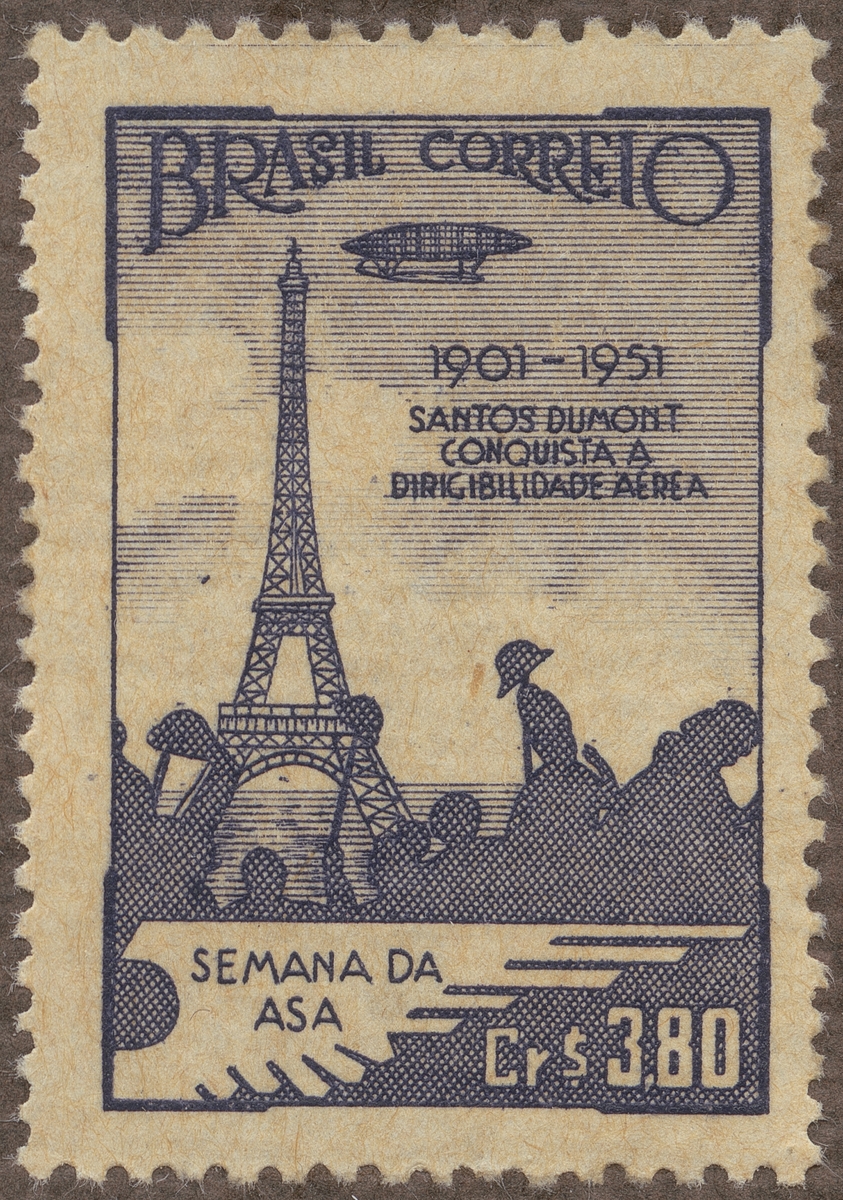 BRASIL CORREIO
1901-1951
SANTOS DUMONT
CONQUISTA A
DIRIGIBILIDADE AÉREA
SEMANA DA
ASA
Cr$ 3,80